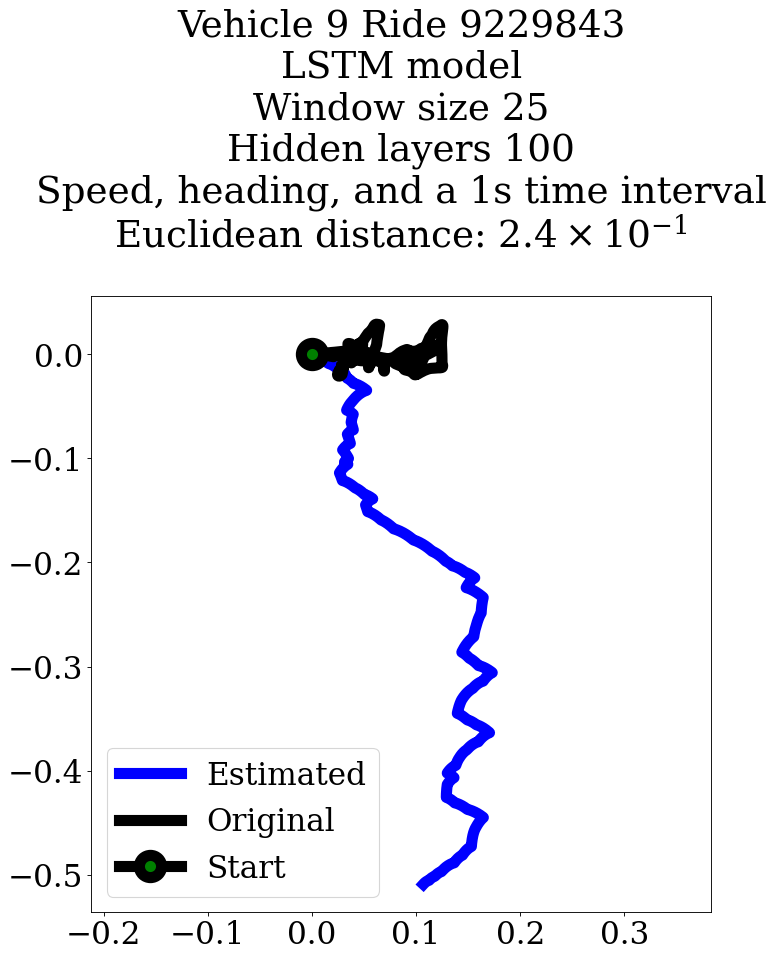 Vehicle 9 Ride 9229843
LSTM model
Window size 25
Hidden layers 100
Speed, heading, and a 1s time interval
Euclidean distance: 2.4 × 10⁻¹
0.0
−0.1
−0.2
−0.3
−0.4
−0.5
Estimated
Original
Start
−0.2 −0.1 0.0 0.1 0.2 0.3